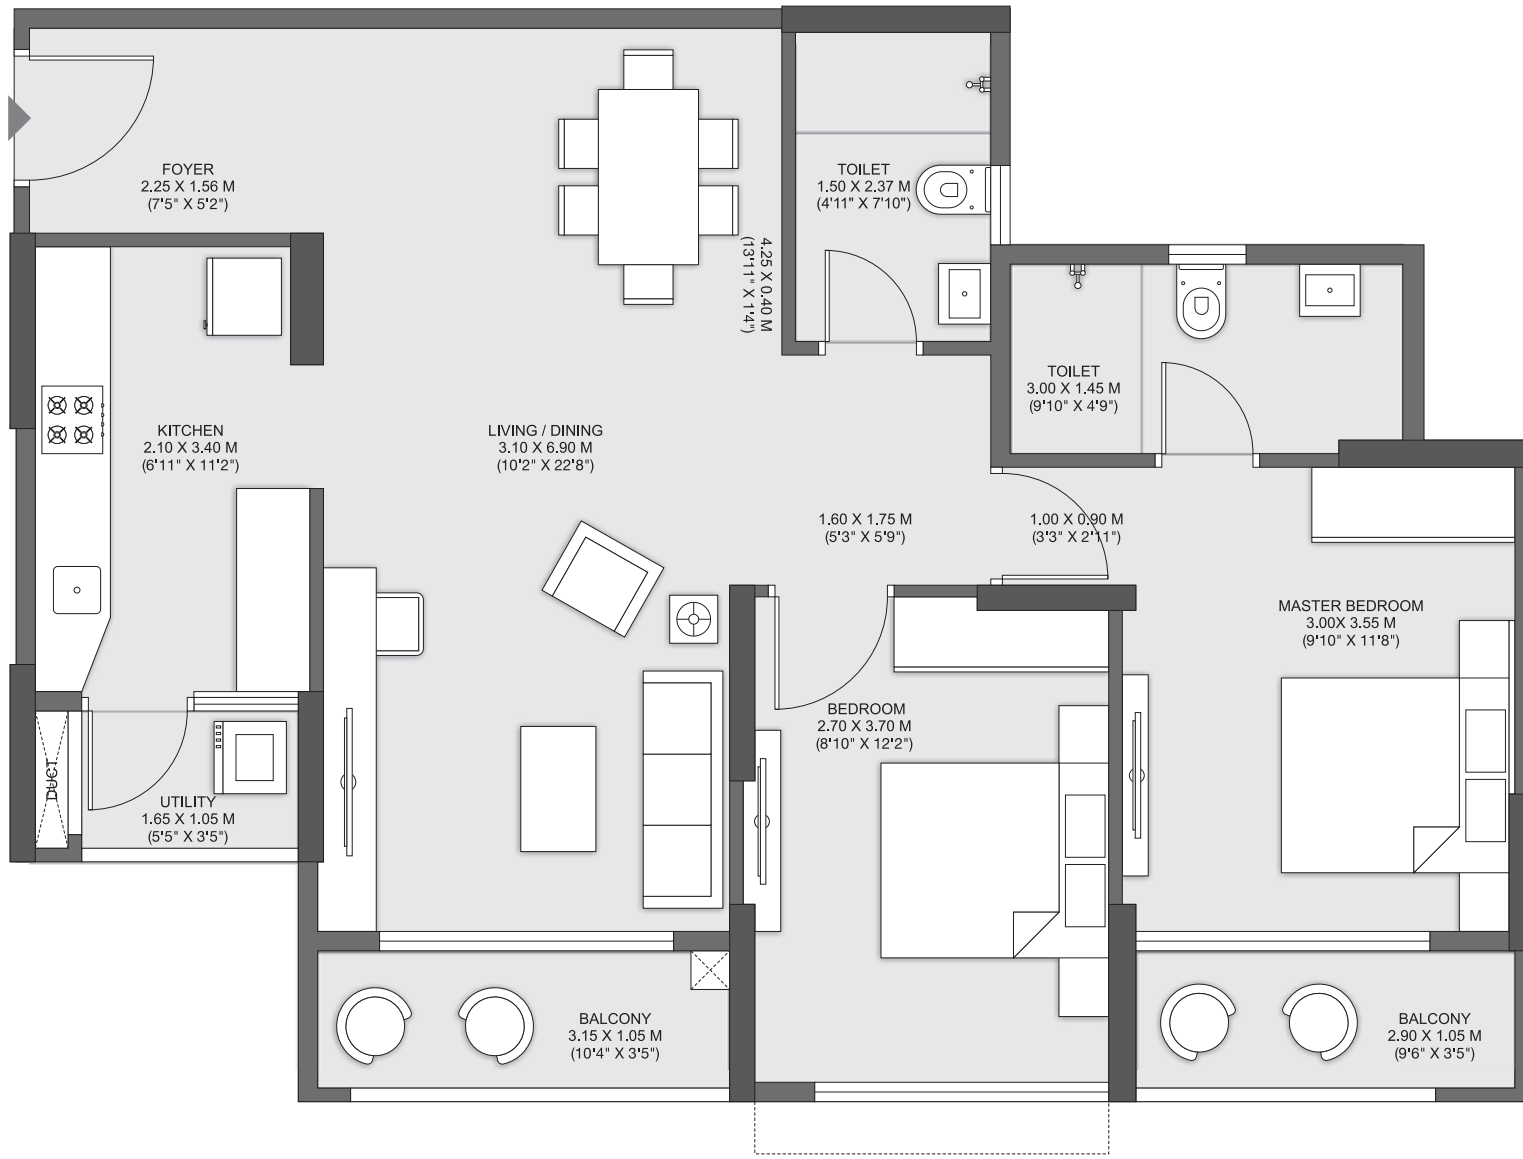 FOYER
2.25 X 1.56 M
(7'5" X 5'2")
TOILET
1.50 X 2.37 M
(4'11" X 7'10")
4.25 X 0.40 M
(13'11" X 1'4")
TOILET
3.00 X 1.45 M
(9'10" X 4'9")
KITCHEN
2.10 X 3.40 M
(6'11" X 11'2")
LIVING / DINING
3.10 X 6.90 M
(10'2" X 22'8")
1.60 X 1.75 M
(5'3" X 5'9")
1.00 X 0.90 M
(3'3" X 2'11")
MASTER BEDROOM
3.00X 3.55 M
(9'10" X 11'8")
BEDROOM
2.70 X 3.70 M
(8'10" X 12'2")
DUCT
UTILITY
1.65 X 1.05 M
(5'5" X 3'5")
BALCONY
3.15 X 1.05 M
(10'4" X 3'5")
BALCONY
2.90 X 1.05 M
(9'6" X 3'5")